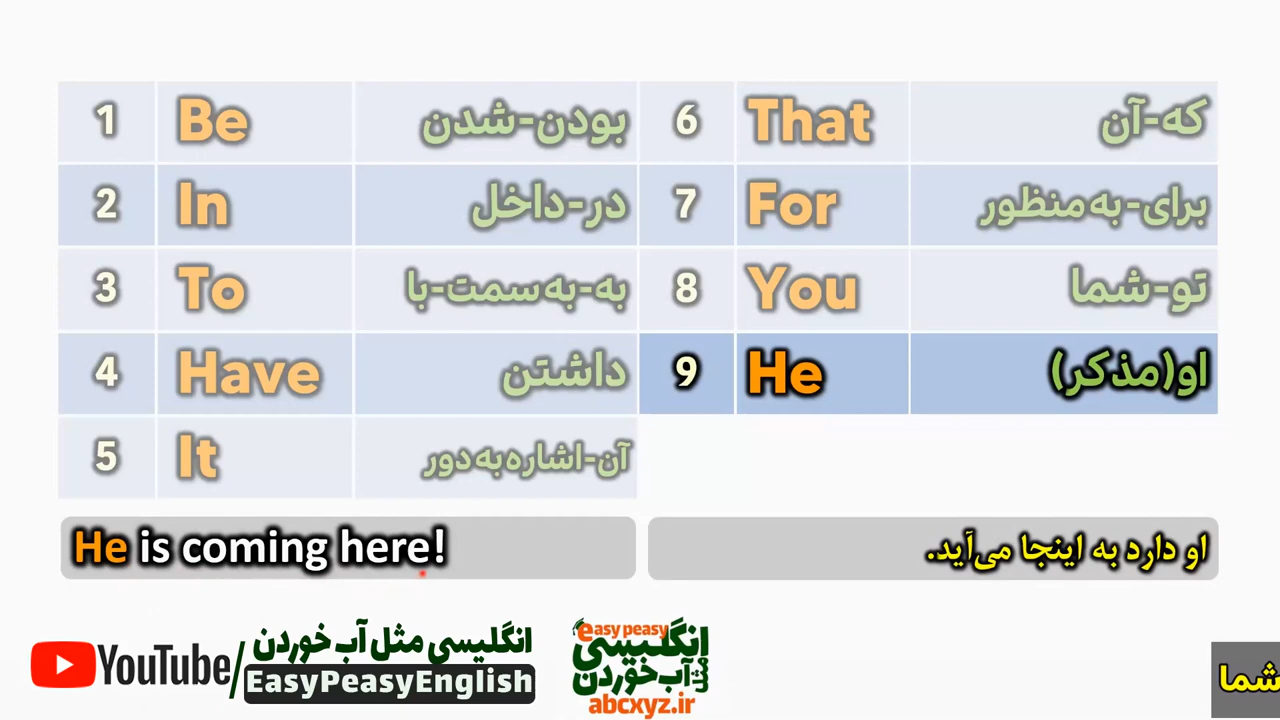 1 Be بودن-شدن
2 In در-داخل
3 To به-به‌سمت-با
4 Have داشتن
5 It آن-اشاره‌به‌دور
6 That که-آن
7 For برای-به‌منظور
8 You تو-شما
9 He او(مذکر)
He is coming here!
او دارد به اینجا می‌آید.
YouTube/
انگلیسی مثل آب خوردن
EasyPeasyEnglish
easy peasy
انگلیسی
مثل
آب خوردن
abcxyz.ir
شما